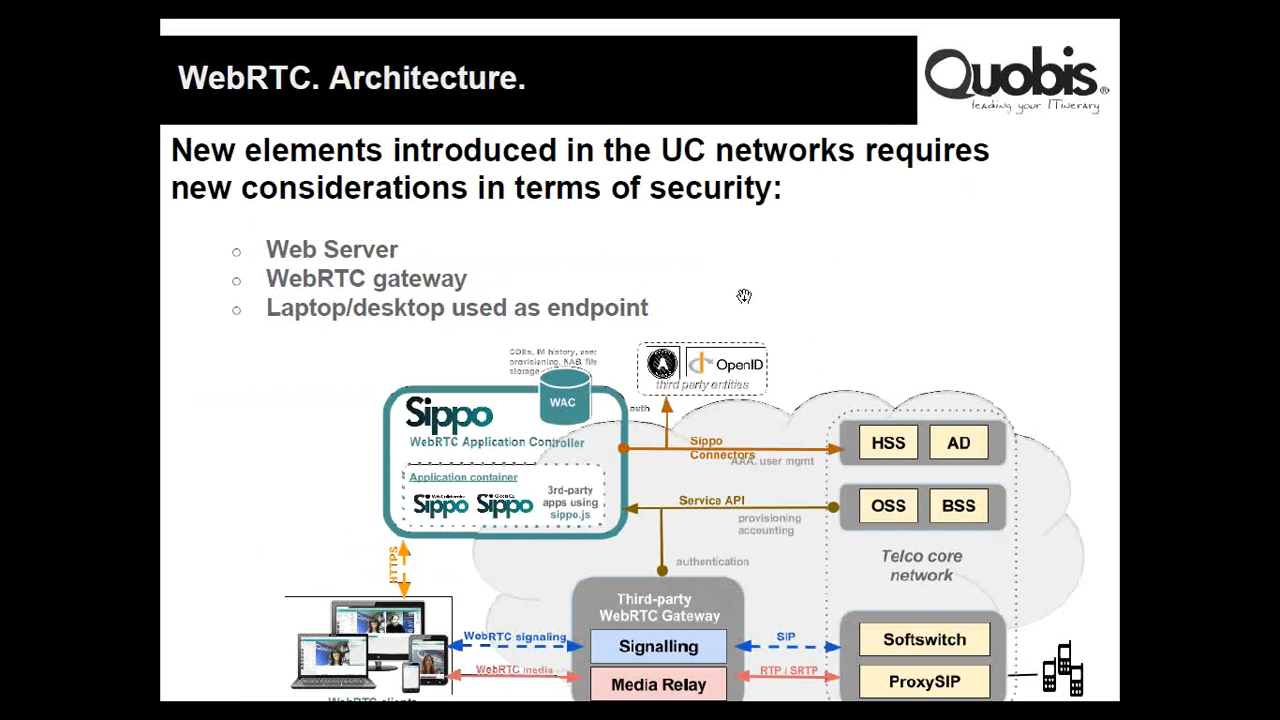 WebRTC. Architecture.
Quobis®
leading your ITinerary
New elements introduced in the UC networks requires
new considerations in terms of security:
Web Server
WebRTC gateway
Laptop/desktop used as endpoint
CDRs, IM history, user
provisioning, NAB, file
storage
WAC
OpenID
third party entities
auth
Sippo
WebRTC Application Controller
Application container
Sippo
Sippo
3rd-party
apps using
sippo.js
Sippo
Connectors
AAA, user mgmt
HSS
AD
Service API
provisioning
accounting
OSS
BSS
authentication
Telco core
network
HTTPS
Third-party
WebRTC Gateway
WebRTC signaling
Signalling
SIP
Softswitch
WebRTC media
Media Relay
RTP / SRTP
ProxySIP
WebRTC clients